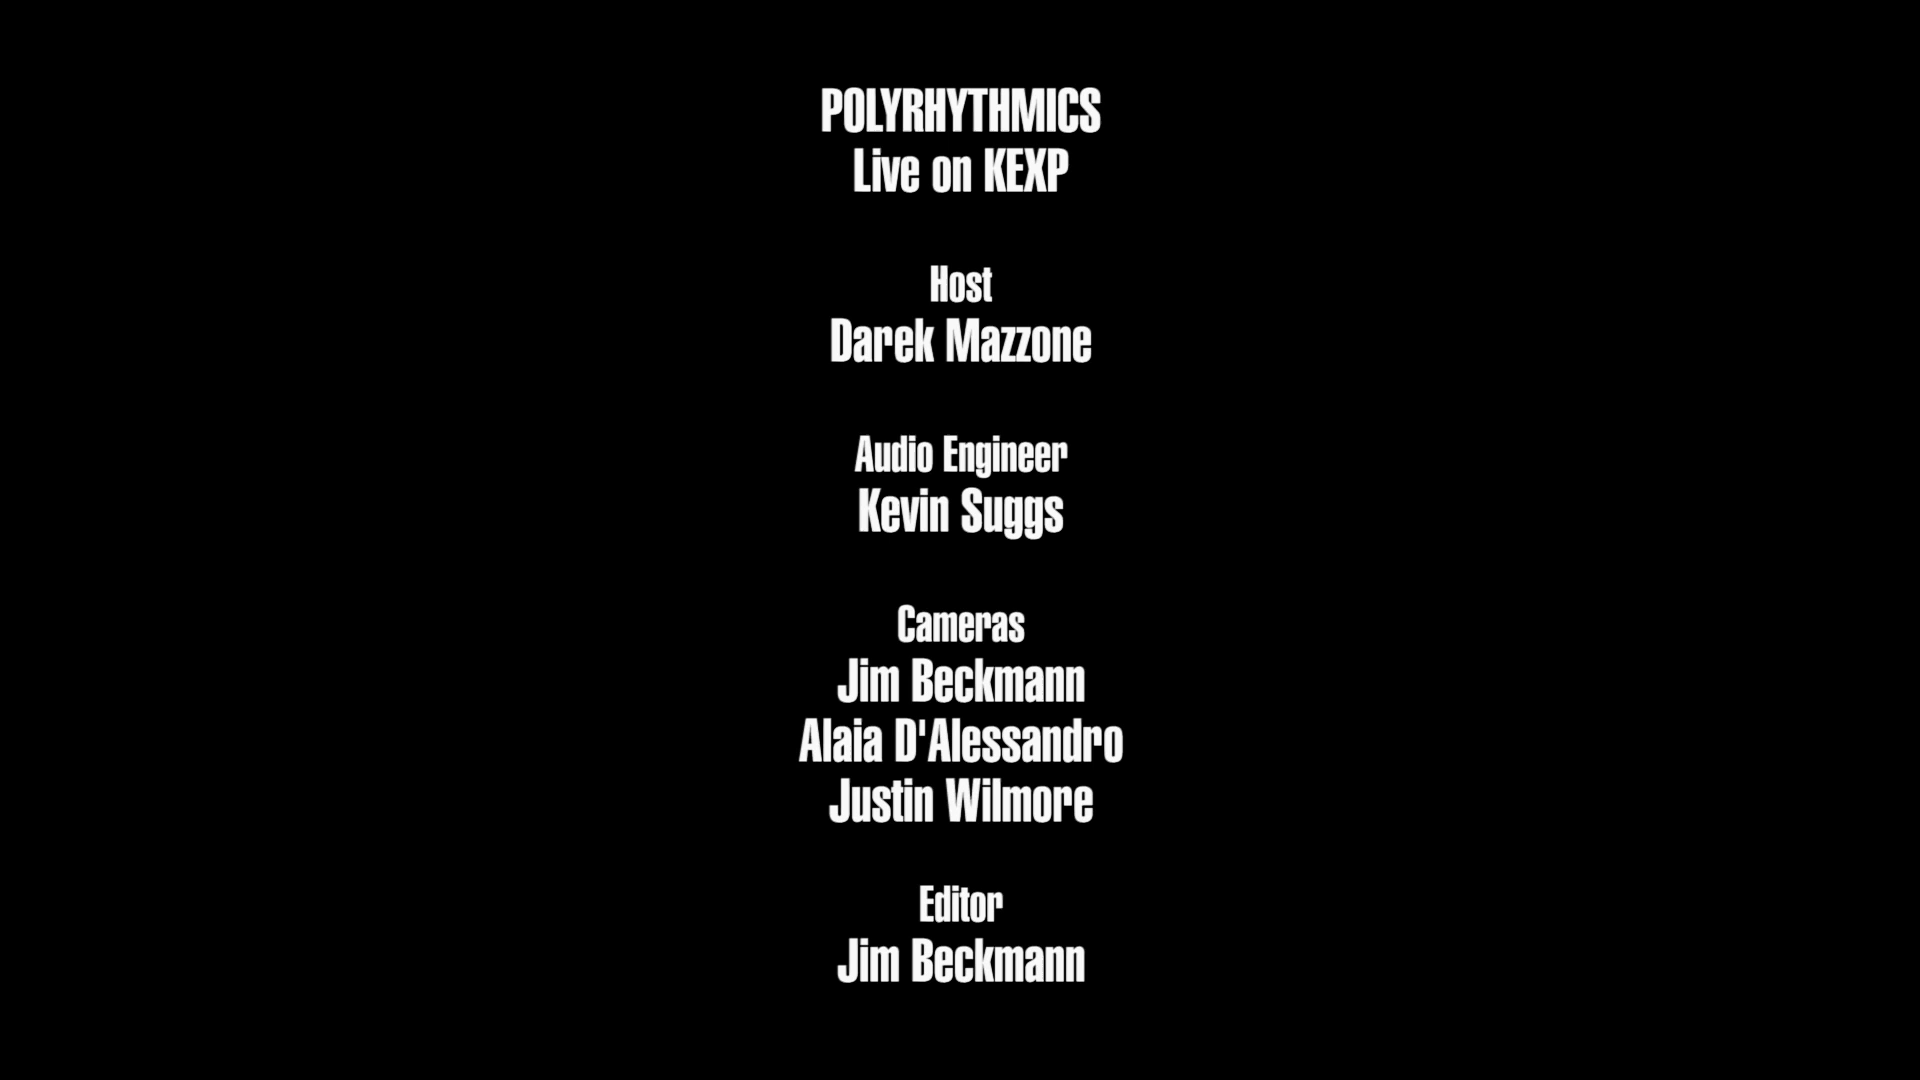 POLYRHYTHMICS
Live on KEXP
Host
Darek Mazzone
Audio Engineer
Kevin Suggs
Cameras
Jim Beckmann
Alaia D'Alessandro
Justin Wilmore
Editor
Jim Beckmann